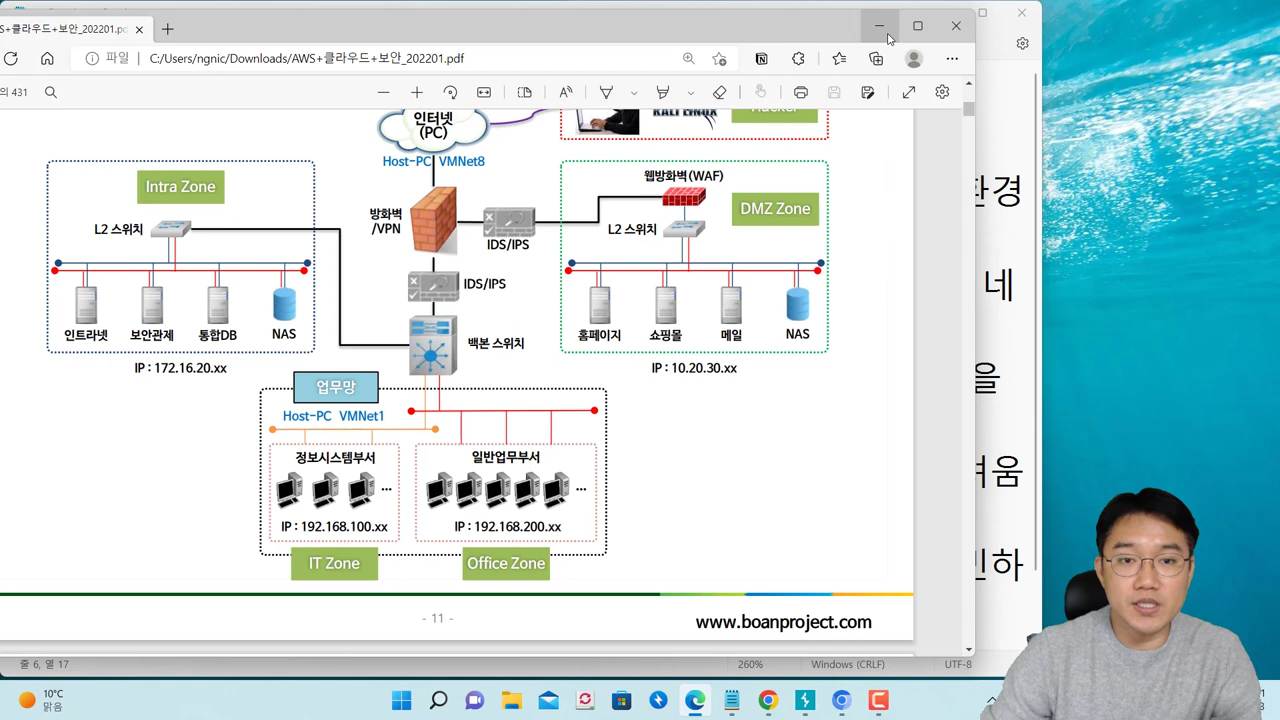 S+클라우드+보안_202201.pd
파일
C:/Users/ngnic/Downloads/AWS+클라우드+보안_202201.pdf
의 431
인터넷
(PC)
Host-PC VMNet8
KALI LINUX
Intra Zone
L2 스위치
인트라넷
보안관제
통합DB
NAS
IP : 172.16.20.xx
방화벽
/VPN
IDS/IPS
IDS/IPS
백본 스위치
웹방화벽(WAF)
DMZ Zone
L2 스위치
홈페이지
쇼핑몰
메일
NAS
IP : 10.20.30.xx
업무망
Host-PC VMNet1
정보시스템부서
IP : 192.168.100.xx
IT Zone
일반업무부서
IP : 192.168.200.xx
Office Zone
- 11 -
www.boanproject.com
환경
네
을
려움
민하
줄 6, 열 17
260%
Windows (CRLF)
UTF-8
10°C
맑음